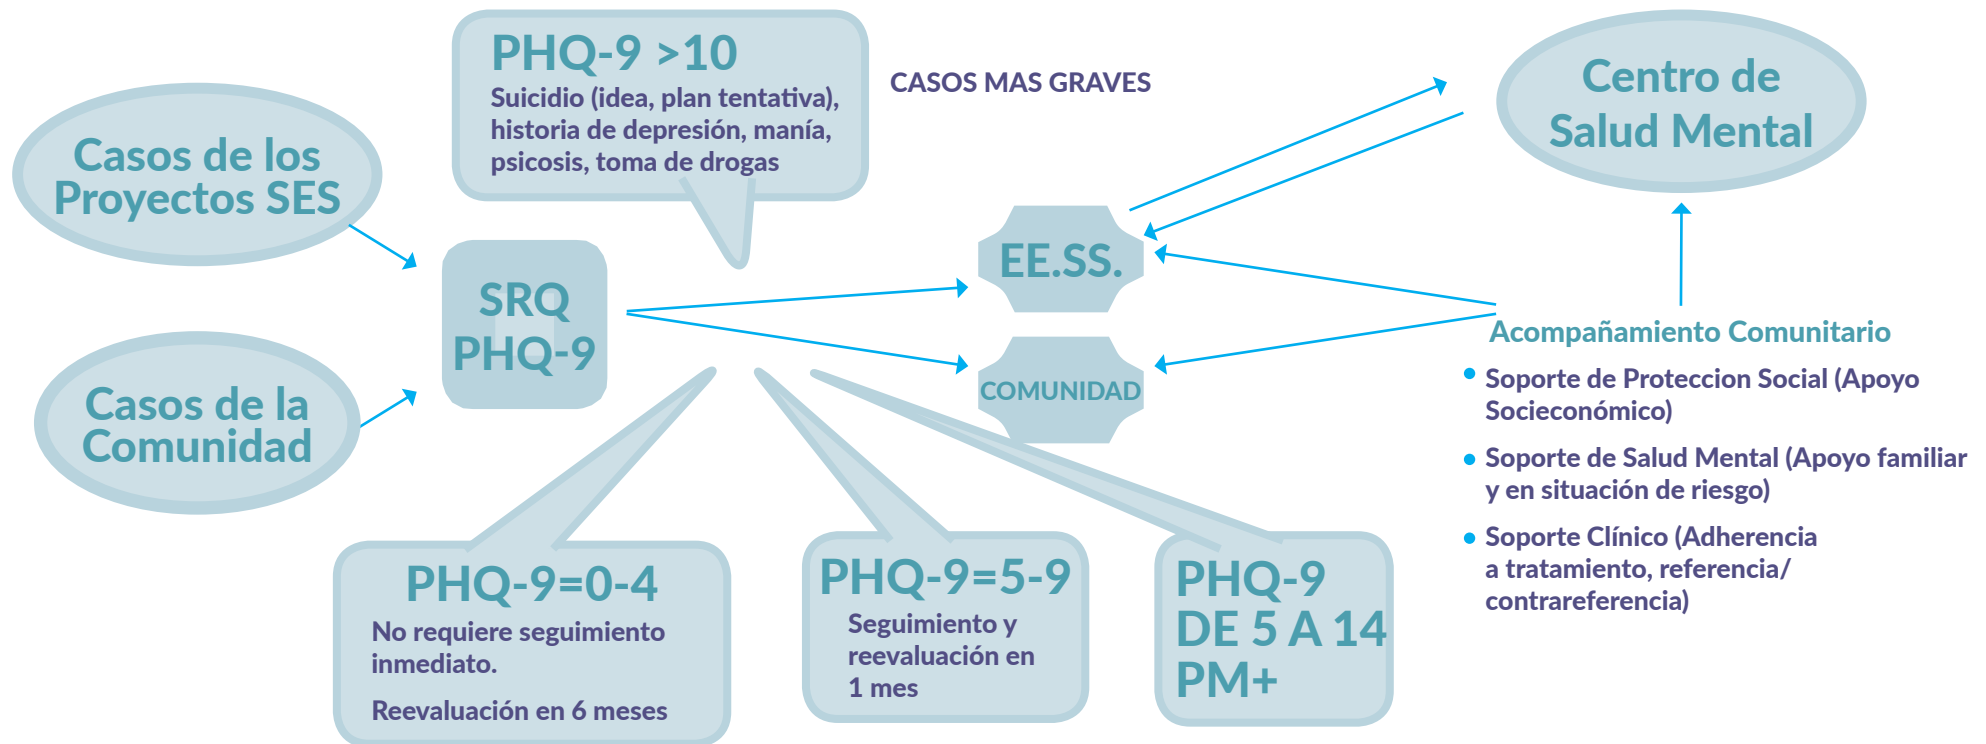 Casos de los
Proyectos SES
Casos de la
Comunidad
PHQ-9 >10
Suicidio (idea, plan tentativa),
historia de depresión, manía,
psicosis, toma de drogas
CASOS MAS GRAVES
SRQ
PHQ-9
EE.SS.
COMUNIDAD
Centro de
Salud Mental
Acompañamiento Comunitario
Soporte de Proteccion Social (Apoyo
Socieconómico)
Soporte de Salud Mental (Apoyo familiar
y en situación de riesgo)
Soporte Clínico (Adherencia
a tratamiento, referencia/
contrareferencia)
PHQ-9=0-4
No requiere seguimiento
inmediato.
Reevaluación en 6 meses
PHQ-9=5-9
Seguimiento y
reevaluación en
1 mes
PHQ-9
DE 5 A 14
PM+